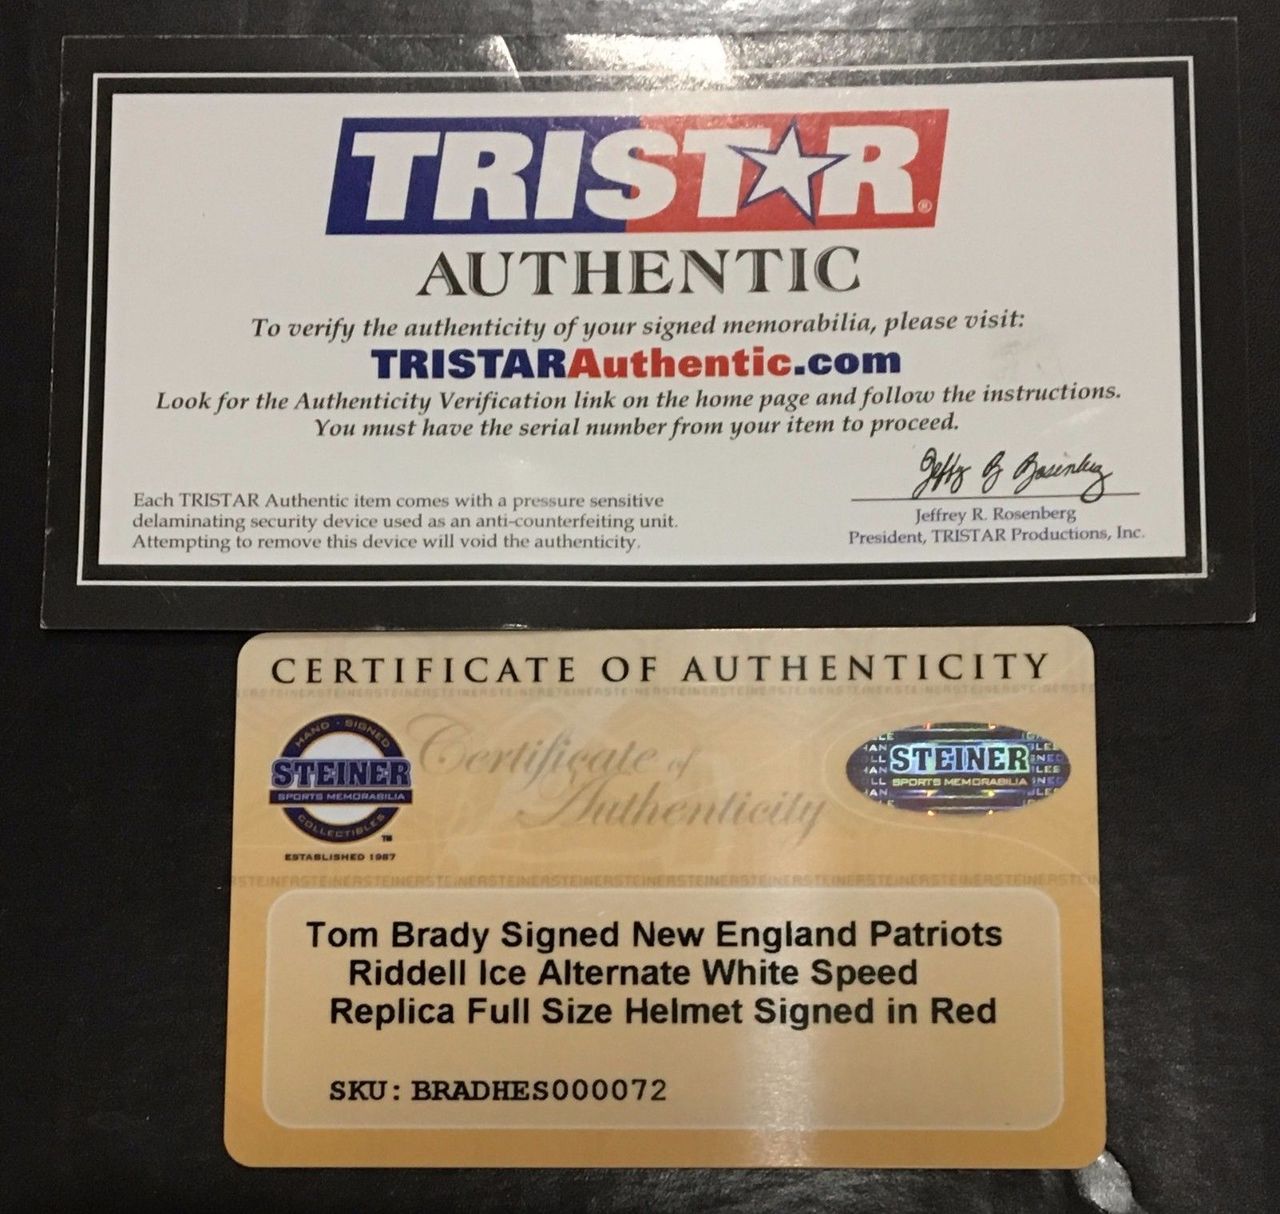 TRISTAR®
AUTHENTIC
To verify the authenticity of your signed memorabilia, please visit:
TRISTARAuthentic.com
Look for the Authenticity Verification link on the home page and follow the instructions.
You must have the serial number from your item to proceed.
Each TRISTAR Authentic item comes with a pressure sensitive
delaminating security device used as an anti-counterfeiting unit.
Attempting to remove this device will void the authenticity.
Jeffrey R. Rosenberg
President, TRISTAR Productions, Inc.
CERTIFICATE OF AUTHENTICITY
HAND · SIGNED
STEINER
SPORTS MEMORABILIA
COLLECTIBLES
TM
ESTABLISHED 1987
Certificate of
Authenticity
STEINER
SPORTS MEMORABILIA
STEINERSTEINERSTEINERSTEINERSTEINERSTEINERSTEINERSTEINERSTEINER
Tom Brady Signed New England Patriots
Riddell Ice Alternate White Speed
Replica Full Size Helmet Signed in Red
SKU: BRADHES000072